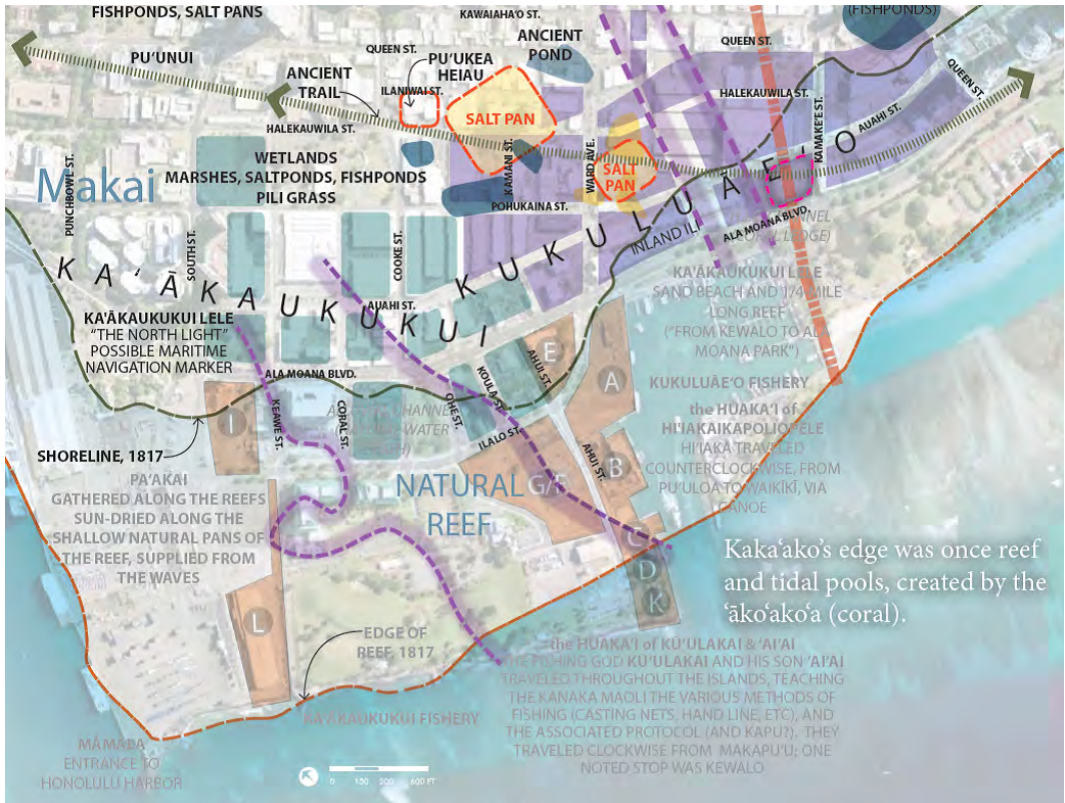 FISHPONDS, SALT PANS
KAWAIAHA'O ST.
(FISHPONDS)
PU'UNUI
QUEEN ST.
PU'UKEA
HEIAU
ANCIENT
POND
QUEEN ST.
QUEEN ST.
ANCIENT
TRAIL
ILANIWAI ST.
SALT PAN
HALEKAUWILA ST.
HALEKAUWILA ST.
KAMAKE'E ST.
AUAHI ST.
WETLANDS
MARSHES, SALTPONDS, FISHPONDS
PILI GRASS
Makai
PUNCHBOWL ST.
SOUTH ST.
COOKE ST.
KAMANI ST.
WARD AVE.
SALT
PAN
POHUKAINA ST.
KUKULUĀE'O
INLAND ILI
ALA MOANA BLVD.
KA'ĀKAUKUKUI
AUAHI ST.
KA'ĀKAUKUKUI LELE
"THE NORTH LIGHT"
POSSIBLE MARITIME
NAVIGATION MARKER
KA'ĀKAUKUKUI LELE
SAND BEACH AND 1/4 MILE
LONG REEF
("FROM KEWALO TO ALA
MOANA PARK")
ALA MOANA BLVD.
KEAWE ST.
CORAL ST.
OHE ST.
KOULA ST.
AHUI ST.
ILALO ST.
AHUI ST.
E
A
I
B
G/F
C
D
K
L
KUKULUĀE'O FISHERY
the HUAKA'I of
HI'IAKAIKAPOLIOPELE
HI'IAKA TRAVELED
COUNTERCLOCKWISE, FROM
PU'ULOA TO WAIKĪKĪ, VIA
CANOE
SHORELINE, 1817
PA'AKAI
GATHERED ALONG THE REEFS
SUN-DRIED ALONG THE
SHALLOW NATURAL PANS OF
THE REEF, SUPPLIED FROM
THE WAVES
NATURAL
REEF
Kaka'ako's edge was once reef
and tidal pools, created by the
'āko'ako'a (coral).
EDGE OF
REEF, 1817
KA'ĀKAUKUKUI FISHERY
the HUAKA'I of KŪ'ULAKAI & 'AI'AI
THE FISHING GOD KŪ'ULAKAI AND HIS SON 'AI'AI
TRAVELED THROUGHOUT THE ISLANDS, TEACHING
THE KANAKA MAOLI THE VARIOUS METHODS OF
FISHING (CASTING NETS, HAND LINE, ETC), AND
THE ASSOCIATED PROTOCOL (AND KAPU?). THEY
TRAVELED CLOCKWISE FROM MAKAPU'U; ONE
NOTED STOP WAS KEWALO
MĀMALA
ENTRANCE TO
HONOLULU HARBOR
0 150 300 600 FT